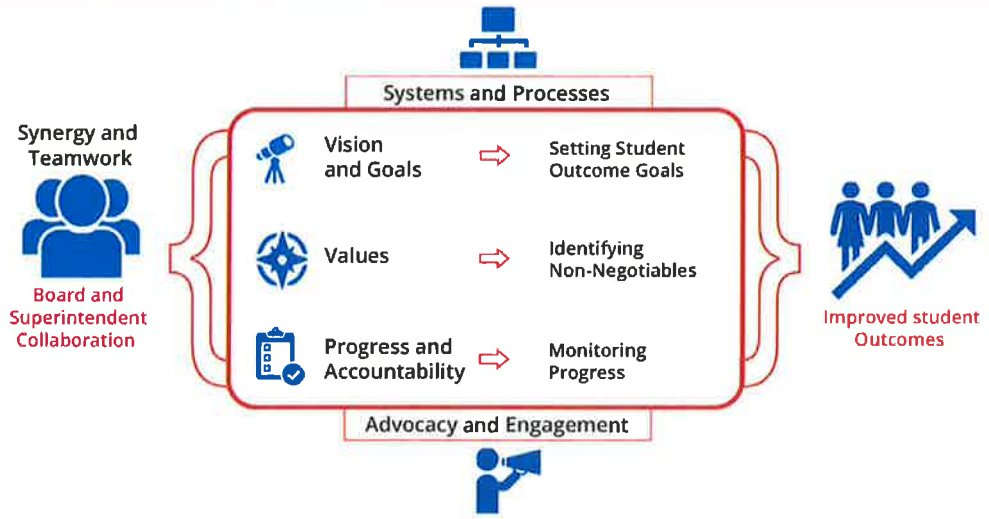 Systems and Processes
Synergy and
Teamwork
Board and
Superintendent
Collaboration
Vision
and Goals
Setting Student
Outcome Goals
Values
Identifying
Non-Negotiables
Progress and
Accountability
Monitoring
Progress
Improved student
Outcomes
Advocacy and Engagement